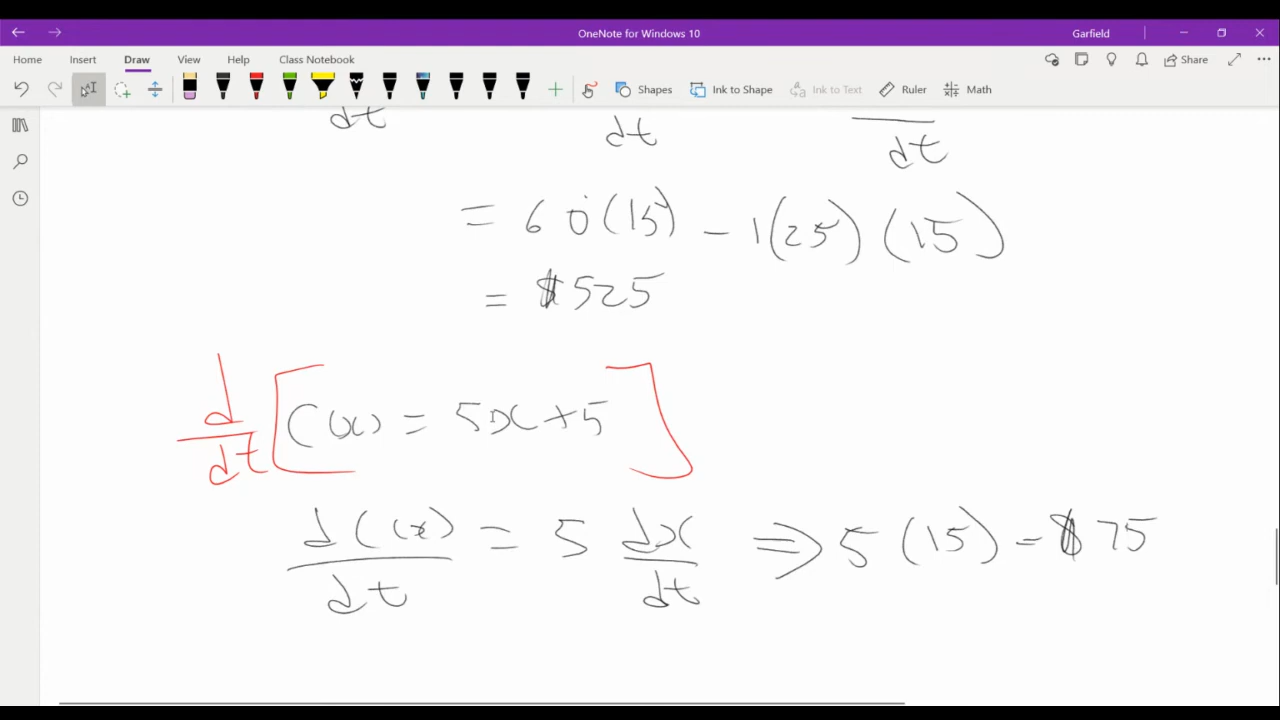 OneNote for Windows 10
Garfield
Home Insert Draw View Help Class Notebook
Share
Shapes Ink to Shape Ink to Text Ruler Math
dt dt dt
= 60(15) - 1(25)(15)
= $525
d/dt [C(x) = 5x + 5]
dC(x)/dt = 5 dx/dt ⇒ 5(15) = $75